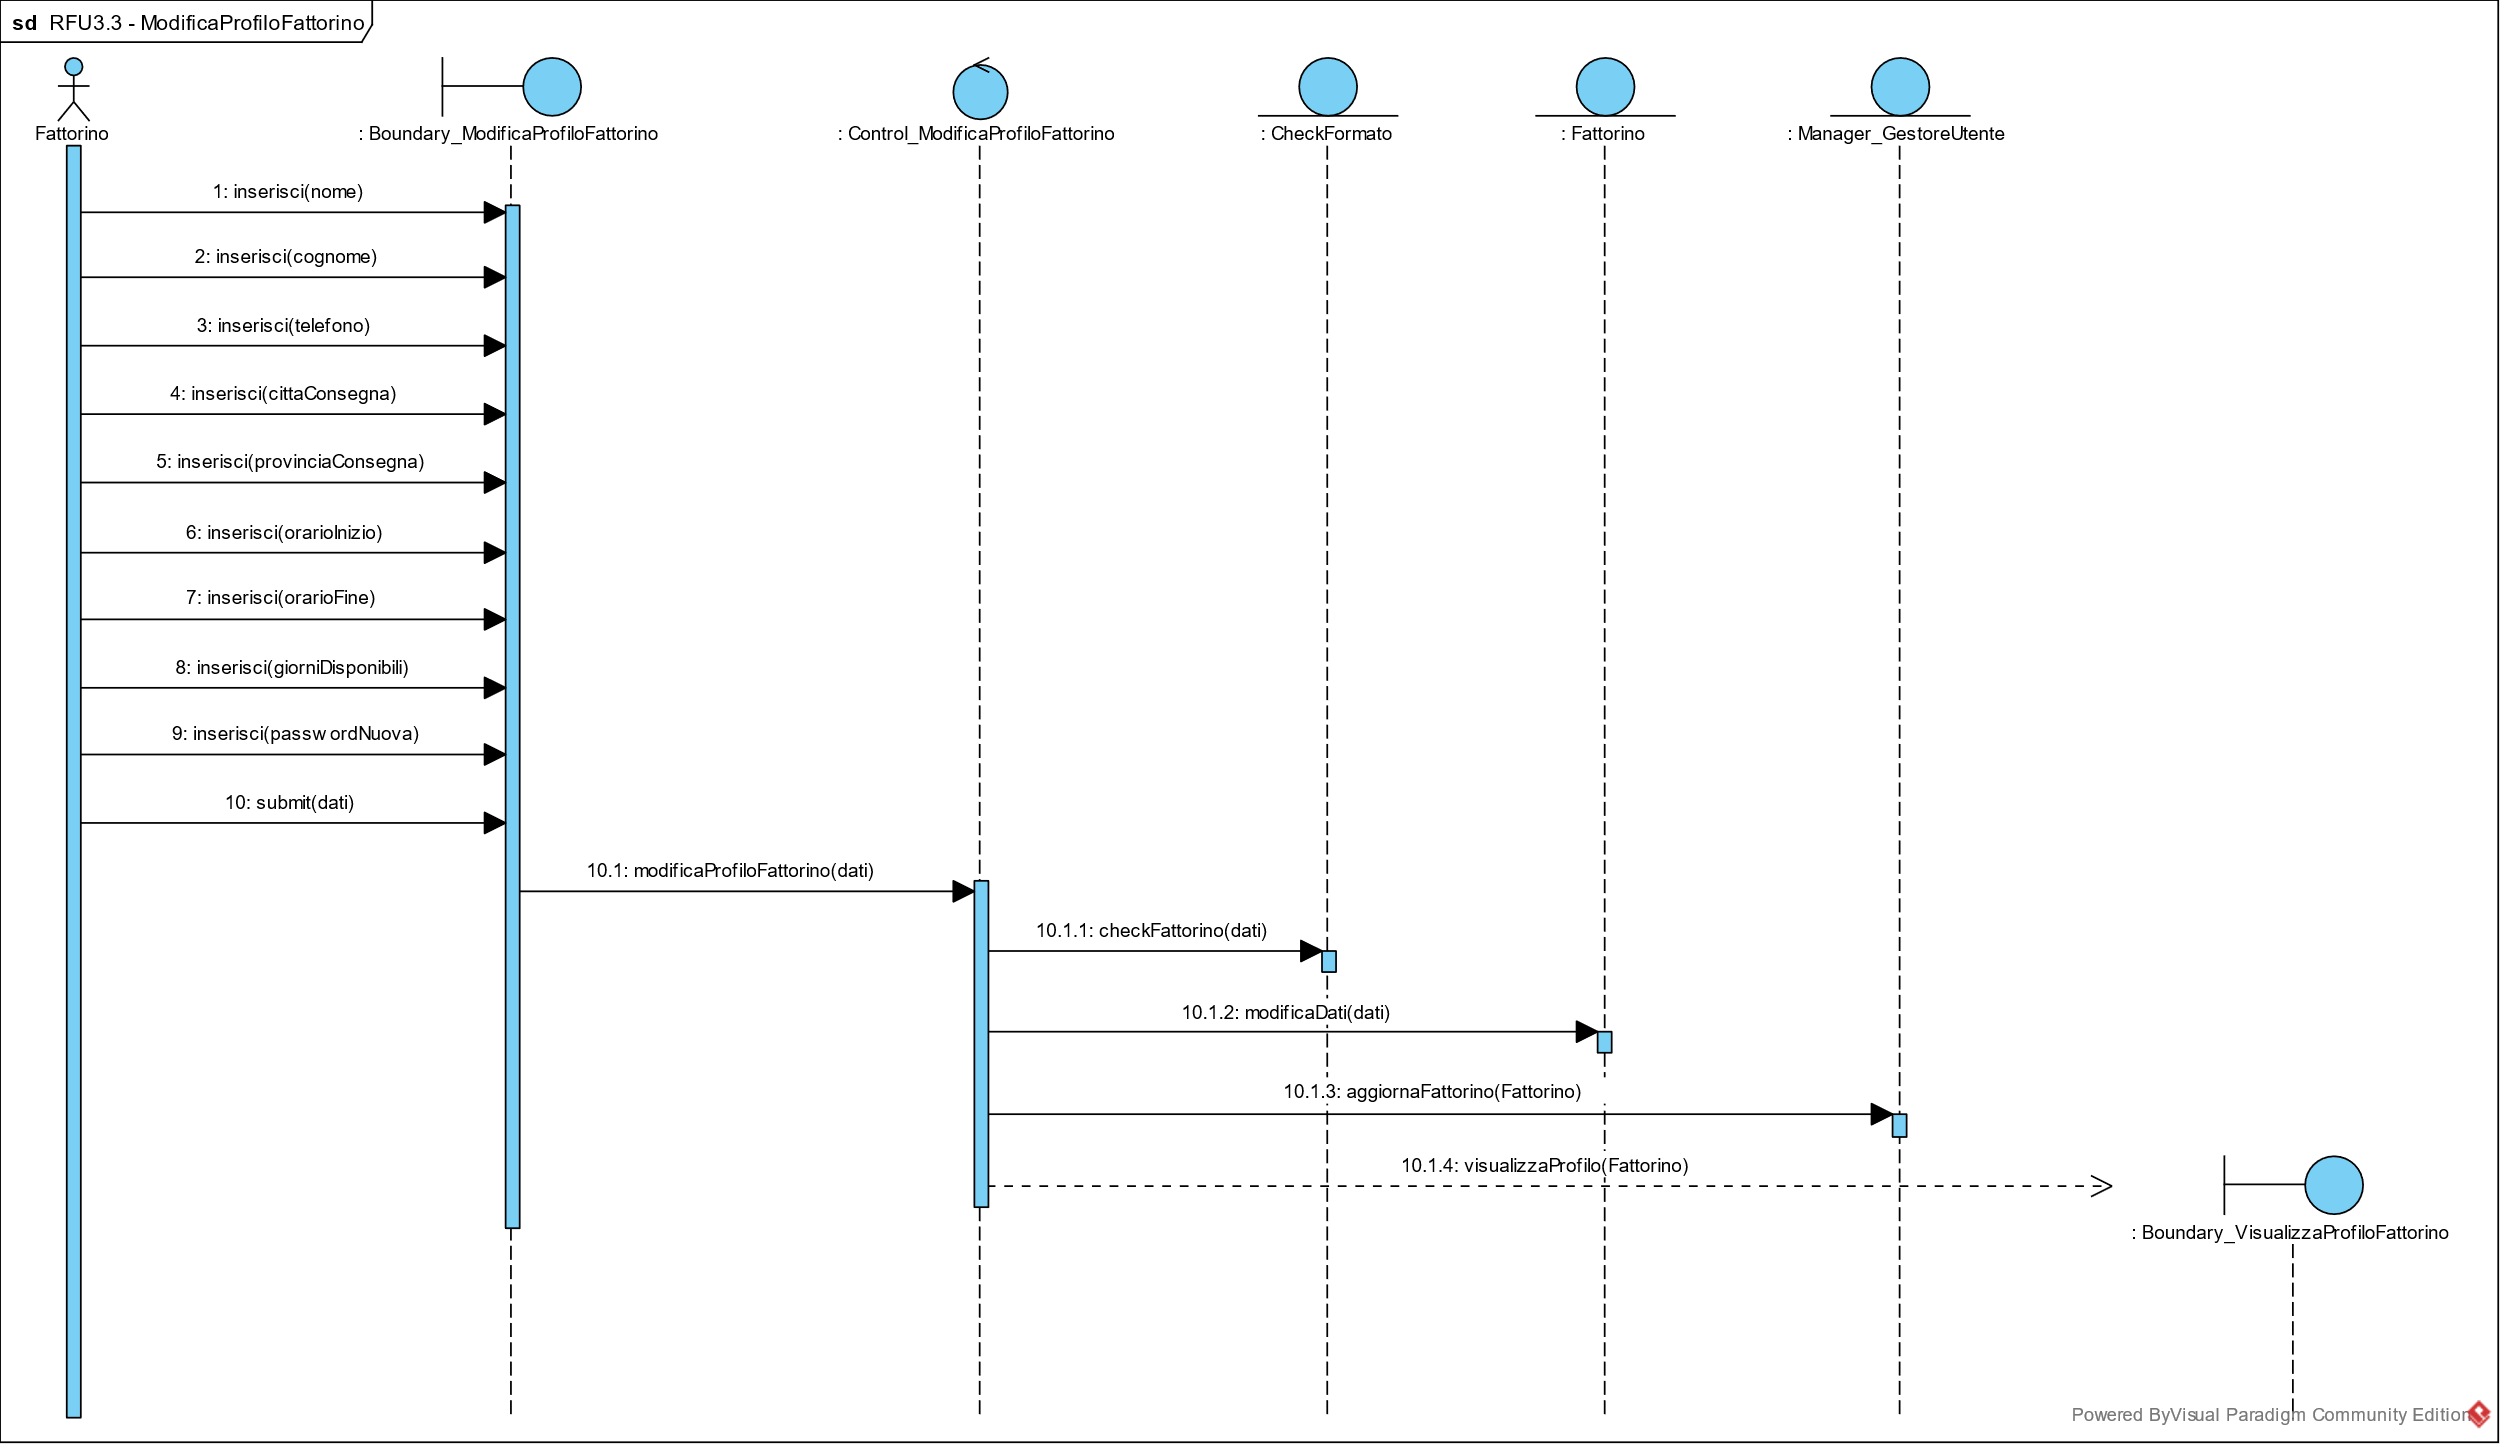 sd RFU3.3 - ModificaProfiloFattorino
Fattorino
: Boundary_ModificaProfiloFattorino
: Control_ModificaProfiloFattorino
: CheckFormato
: Fattorino
: Manager_GestoreUtente
1: inserisci(nome)
2: inserisci(cognome)
3: inserisci(telefono)
4: inserisci(cittaConsegna)
5: inserisci(provinciaConsegna)
6: inserisci(orarioInizio)
7: inserisci(orarioFine)
8: inserisci(giorniDisponibili)
9: inserisci(passwordNuova)
10: submit(dati)
10.1: modificaProfiloFattorino(dati)
10.1.1: checkFattorino(dati)
10.1.2: modificaDati(dati)
10.1.3: aggiornaFattorino(Fattorino)
10.1.4: visualizzaProfilo(Fattorino)
: Boundary_VisualizzaProfiloFattorino
Powered ByVisual Paradigm Community Edition